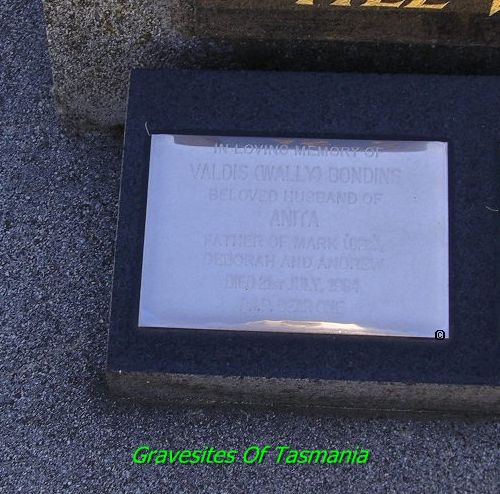 IN LOVING MEMORY OF
VALDIS (WALLY) DONDINS
BELOVED HUSBAND OF
ANITA
FATHER OF MARK
DEBORAH AND ANDREW
DIED 21st JULY, 1994
©
Gravesites Of Tasmania